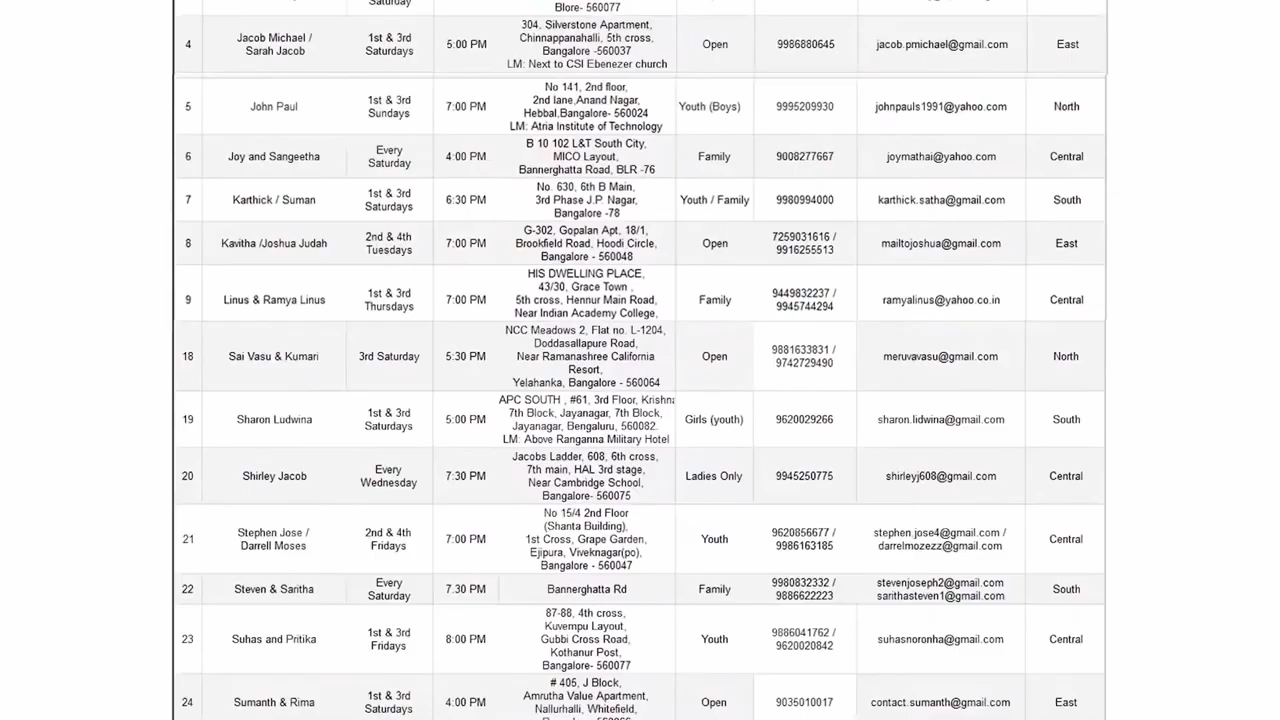 Saturday
Blore- 560077
4
Jacob Michael /
Sarah Jacob
1st & 3rd
Saturdays
5:00 PM
304, Silverstone Apartment,
Chinnappanahalli, 5th cross,
Bangalore -560037
LM: Next to CSI Ebenezer church
Open
9986880645
jacob.pmichael@gmail.com
East
5
John Paul
1st & 3rd
Sundays
7:00 PM
No 141, 2nd floor,
2nd lane,Anand Nagar,
Hebbal,Bangalore- 560024
LM: Atria Institute of Technology
Youth (Boys)
9995209930
johnpauls1991@yahoo.com
North
6
Joy and Sangeetha
Every
Saturday
4:00 PM
B 10 102 L&T South City,
MICO Layout,
Bannerghatta Road, BLR -76
Family
9008277667
joymathai@yahoo.com
Central
7
Karthick / Suman
1st & 3rd
Saturdays
6:30 PM
No. 630, 6th B Main,
3rd Phase J.P. Nagar,
Bangalore -78
Youth / Family
9980994000
karthick.satha@gmail.com
South
8
Kavitha /Joshua Judah
2nd & 4th
Tuesdays
7:00 PM
G-302, Gopalan Apt, 18/1,
Brookfield Road, Hoodi Circle,
Bangalore - 560048
Open
7259031616 /
9916255513
mailtojoshua@gmail.com
East
9
Linus & Ramya Linus
1st & 3rd
Thursdays
7:00 PM
HIS DWELLING PLACE,
43/30, Grace Town ,
5th cross, Hennur Main Road,
Near Indian Academy College,
Family
9449832237 /
9945744294
ramyalinus@yahoo.co.in
Central
18
Sai Vasu & Kumari
3rd Saturday
5:30 PM
NCC Meadows 2, Flat no. L-1204,
Doddasallapure Road,
Near Ramanashree California
Resort,
Yelahanka, Bangalore - 560064
Open
9881633831 /
9742729490
meruvavasu@gmail.com
North
19
Sharon Ludwina
1st & 3rd
Saturdays
5:00 PM
APC SOUTH , #61, 3rd Floor, Krishna
7th Block, Jayanagar, 7th Block,
Jayanagar, Bengaluru, 560082.
LM: Above Ranganna Military Hotel
Girls (youth)
9620029266
sharon.lidwina@gmail.com
South
20
Shirley Jacob
Every
Wednesday
7:30 PM
Jacobs Ladder, 608, 6th cross,
7th main, HAL 3rd stage,
Near Cambridge School,
Bangalore- 560075
Ladies Only
9945250775
shirleyj608@gmail.com
Central
21
Stephen Jose /
Darrell Moses
2nd & 4th
Fridays
7:00 PM
No 15/4 2nd Floor
(Shanta Building),
1st Cross, Grape Garden,
Ejipura, Viveknagar(po),
Bangalore - 560047
Youth
9620856677 /
9986163185
stephen.jose4@gmail.com /
darrelmozezz@gmail.com
Central
22
Steven & Saritha
Every
Saturday
7.30 PM
Bannerghatta Rd
Family
9980832332 /
9886622223
stevenjoseph2@gmail.com
sarithasteven1@gmail.com
South
23
Suhas and Pritika
1st & 3rd
Fridays
8:00 PM
87-88, 4th cross,
Kuvempu Layout,
Gubbi Cross Road,
Kothanur Post,
Bangalore- 560077
Youth
9886041762 /
9620020842
suhasnoronha@gmail.com
Central
24
Sumanth & Rima
1st & 3rd
Saturdays
4:00 PM
# 405, J Block,
Amrutha Value Apartment,
Nallurhalli, Whitefield,
Open
9035010017
contact.sumanth@gmail.com
East